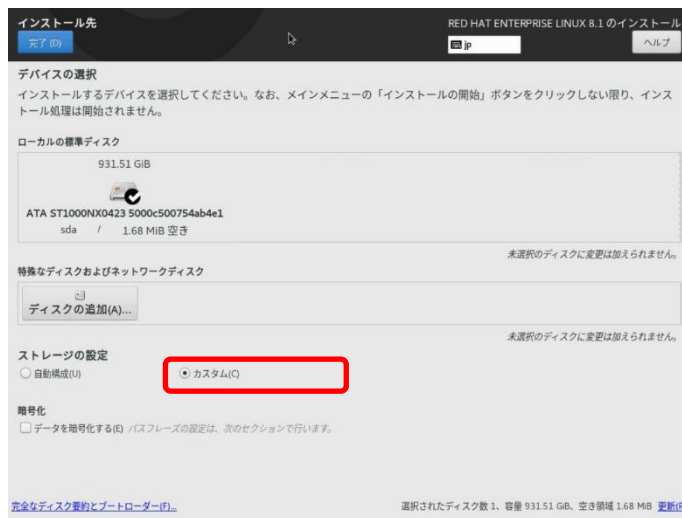 インストール先
RED HAT ENTERPRISE LINUX 8.1 のインストール
完了 (D)
jp
ヘルプ
デバイスの選択
インストールするデバイスを選択してください。なお、メインメニューの「インストールの開始」ボタンをクリックしない限り、インス
トール処理は開始されません。
ローカルの標準ディスク
931.51 GiB
ATA ST1000NX0423 5000c500754ab4e1
sda / 1.68 MiB 空き
未選択のディスクに変更は加えられません。
特殊なディスクおよびネットワークディスク
ディスクの追加(A)...
未選択のディスクに変更は加えられません。
ストレージの設定
自動構成(U)
カスタム(C)
暗号化
データを暗号化する(E) パスフレーズの設定は、次のセクションで行います。
完全なディスク要約とブートローダー(F)...
選択されたディスク数 1、容量 931.51 GiB、空き領域 1.68 MiB 更新(R